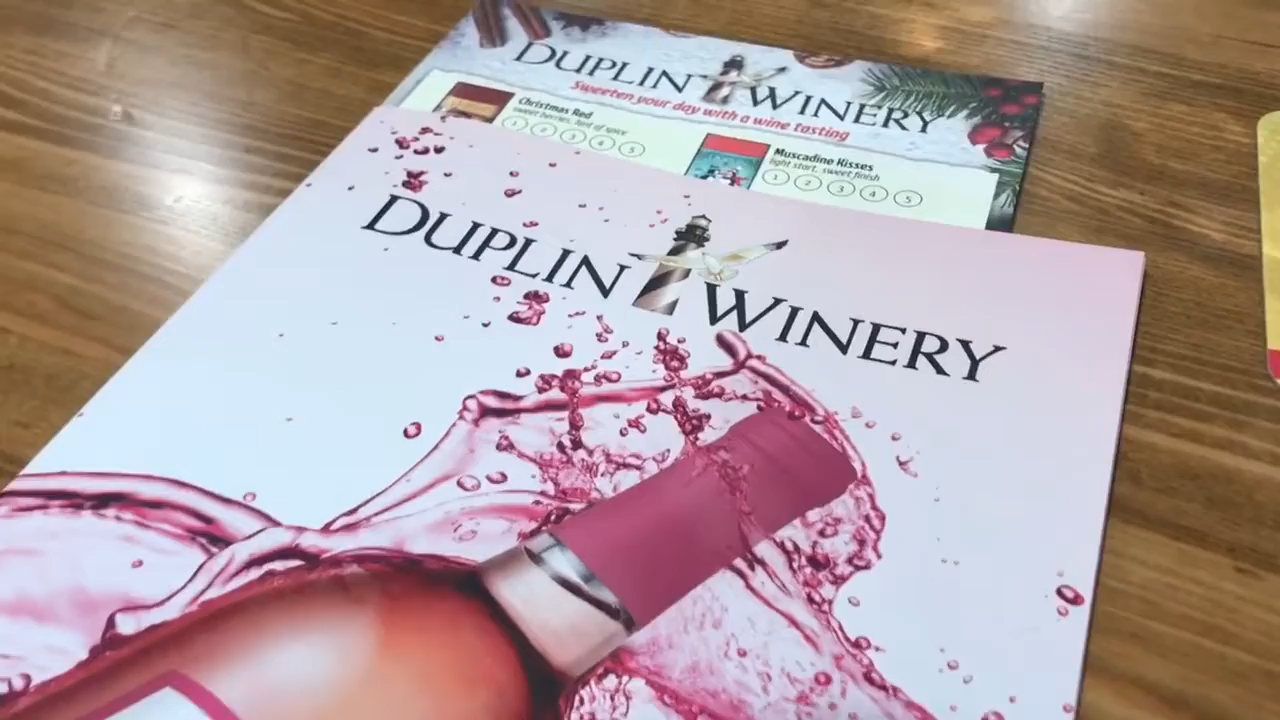 DUPLIN WINERY
Sweeten your day with a wine tasting
Christmas Red
sweet berries, hint of spice
1 2 3 4 5
Muscadine Kisses
light start, sweet finish
1 2 3 4 5
DUPLIN WINERY